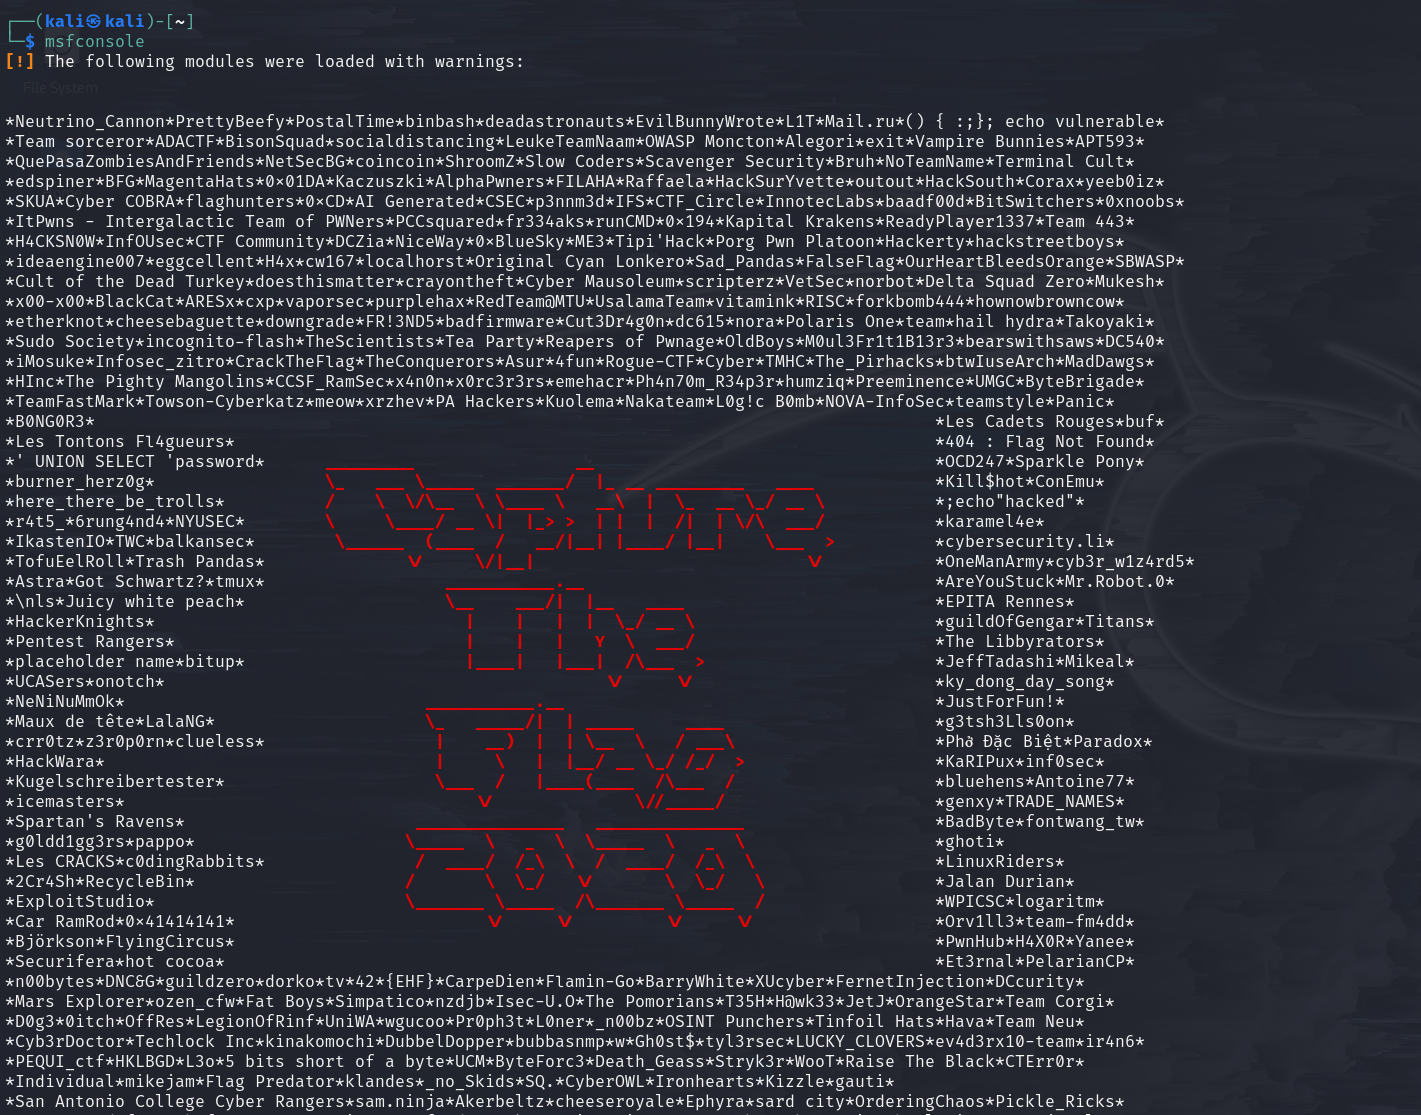 ┌──(kali㉿kali)-[~]
└─$ msfconsole
[!] The following modules were loaded with warnings:
File System
*Neutrino_Cannon*PrettyBeefy*PostalTime*binbash*deadastronauts*EvilBunnyWrote*L1T*Mail.ru*() { :;}; echo vulnerable*
*Team sorceror*ADACTF*BisonSquad*socialdistancing*LeukeTeamNaam*OWASP Moncton*Alegori*exit*Vampire Bunnies*APT593*
*QuePasaZombiesAndFriends*NetSecBG*coincoin*ShroomZ*Slow Coders*Scavenger Security*Bruh*NoTeamName*Terminal Cult*
*edspiner*BFG*MagentaHats*0×01DA*Kaczuszki*AlphaPwners*FILAHA*Raffaela*HackSurYvette*outout*HackSouth*Corax*yeeb0iz*
*SKUA*Cyber COBRA*flaghunters*0×CD*AI Generated*CSEC*p3nnm3d*IFS*CTF_Circle*InnotecLabs*baadf00d*BitSwitchers*0xnoobs*
*ItPwns - Intergalactic Team of PWNers*PCCsquared*fr334aks*runCMD*0×194*Kapital Krakens*ReadyPlayer1337*Team 443*
*H4CKSN0W*InfOUsec*CTF Community*DCZia*NiceWay*0×BlueSky*ME3*Tipi'Hack*Porg Pwn Platoon*Hackerty*hackstreetboys*
*ideaengine007*eggcellent*H4x*cw167*localhorst*Original Cyan Lonkero*Sad_Pandas*FalseFlag*OurHeartBleedsOrange*SBWASP*
*Cult of the Dead Turkey*doesthismatter*crayontheft*Cyber Mausoleum*scripterz*VetSec*norbot*Delta Squad Zero*Mukesh*
*x00-x00*BlackCat*ARESx*cxp*vaporsec*purplehax*RedTeam@MTU*UsalamaTeam*vitamink*RISC*forkbomb444*hownowbrowncow*
*etherknot*cheesebaguette*downgrade*FR!3ND5*badfirmware*Cut3Dr4g0n*dc615*nora*Polaris One*team*hail hydra*Takoyaki*
*Sudo Society*incognito-flash*TheScientists*Tea Party*Reapers of Pwnage*OldBoys*M0ul3Fr1t1B13r3*bearswithsaws*DC540*
*iMosuke*Infosec_zitro*CrackTheFlag*TheConquerors*Asur*4fun*Rogue-CTF*Cyber*TMHC*The_Pirhacks*btwIuseArch*MadDawgs*
*HInc*The Pighty Mangolins*CCSF_RamSec*x4n0n*x0rc3r3rs*emehacr*Ph4n70m_R34p3r*humziq*Preeminence*UMGC*ByteBrigade*
*TeamFastMark*Towson-Cyberkatz*meow*xrzhev*PA Hackers*Kuolema*Nakateam*L0g!c B0mb*NOVA-InfoSec*teamstyle*Panic*
*B0NG0R3* *Les Cadets Rouges*buf*
*Les Tontons Fl4gueurs* *404 : Flag Not Found*
*' UNION SELECT 'password* *OCD247*Sparkle Pony*
*burner_herz0g* *Kill$hot*ConEmu*
*here_there_be_trolls* Capture *;echo"hacked"*
*r4t5_*6rung4nd4*NYUSEC* *karamel4e*
*IkastenIO*TWC*balkansec* *cybersecurity.li*
*TofuEelRoll*Trash Pandas* *OneManArmy*cyb3r_w1z4rd5*
*Astra*Got Schwartz?*tmux* *AreYouStuck*Mr.Robot.0*
*\nls*Juicy white peach* *EPITA Rennes*
*HackerKnights* The *guildOfGengar*Titans*
*Pentest Rangers* *The Libbyrators*
*placeholder name*bitup* *JeffTadashi*Mikeal*
*UCASers*onotch* *ky_dong_day_song*
*NeNiNuMmOk* *JustForFun!*
*Maux de tête*LalaNG* *g3tsh3Lls0on*
*crr0tz*z3r0p0rn*clueless* Flag *Phở Đặc Biệt*Paradox*
*HackWara* *KaRIPux*inf0sec*
*Kugelschreibertester* *bluehens*Antoine77*
*icemasters* *genxy*TRADE_NAMES*
*Spartan's Ravens* *BadByte*fontwang_tw*
*g0ldd1gg3rs*pappo* *ghoti*
*Les CRACKS*c0dingRabbits* 2020 *LinuxRiders*
*2Cr4Sh*RecycleBin* *Jalan Durian*
*ExploitStudio* *WPICSC*logaritm*
*Car RamRod*0×41414141* *Orv1ll3*team-fm4dd*
*Björkson*FlyingCircus* *PwnHub*H4X0R*Yanee*
*Securifera*hot cocoa* *Et3rnal*PelarianCP*
*n00bytes*DNC&G*guildzero*dorko*tv*42*{EHF}*CarpeDien*Flamin-Go*BarryWhite*XUcyber*FernetInjection*DCcurity*
*Mars Explorer*ozen_cfw*Fat Boys*Simpatico*nzdjb*Isec-U.O*The Pomorians*T35H*H@wk33*JetJ*OrangeStar*Team Corgi*
*D0g3*0itch*OffRes*LegionOfRinf*UniWA*wgucoo*Pr0ph3t*L0ner*_n00bz*OSINT Punchers*Tinfoil Hats*Hava*Team Neu*
*Cyb3rDoctor*Techlock Inc*kinakomochi*DubbelDopper*bubbasnmp*w*Gh0st$*tyl3rsec*LUCKY_CLOVERS*ev4d3rx10-team*ir4n6*
*PEQUI_ctf*HKLBGD*L3o*5 bits short of a byte*UCM*ByteForc3*Death_Geass*Stryk3r*WooT*Raise The Black*CTErr0r*
*Individual*mikejam*Flag Predator*klandes*_no_Skids*SQ.*CyberOWL*Ironhearts*Kizzle*gauti*
*San Antonio College Cyber Rangers*sam.ninja*Akerbeltz*cheeseroyale*Ephyra*sard city*OrderingChaos*Pickle_Ricks*